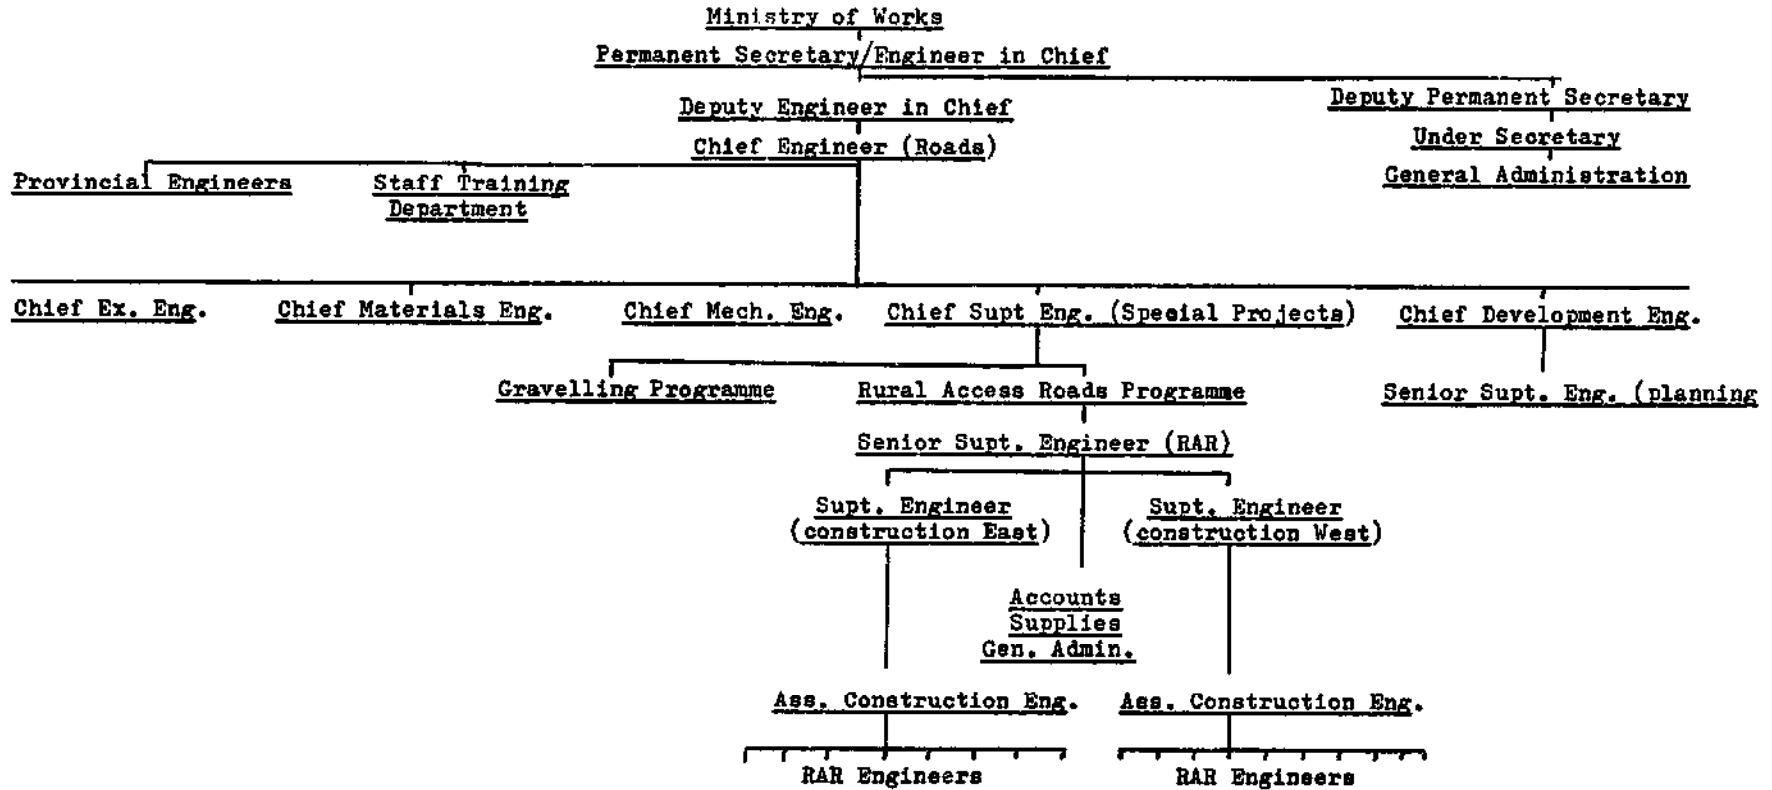 Ministry of Works
Permanent Secretary/Engineer in Chief
Deputy Engineer in Chief
Deputy Permanent Secretary
Chief Engineer (Roads)
Under Secretary
Provincial Engineers
Staff Training
Department
General Administration
Chief Ex. Eng.
Chief Materials Eng.
Chief Mech. Eng.
Chief Supt Eng. (Special Projects)
Chief Development Eng.
Gravelling Programme
Rural Access Roads Programme
Senior Supt. Eng. (planning
Senior Supt. Engineer (RAR)
Supt. Engineer
(construction East)
Supt. Engineer
(construction West)
Accounts
Supplies
Gen. Admin.
Ass. Construction Eng.
Ass. Construction Eng.
RAR Engineers
RAR Engineers